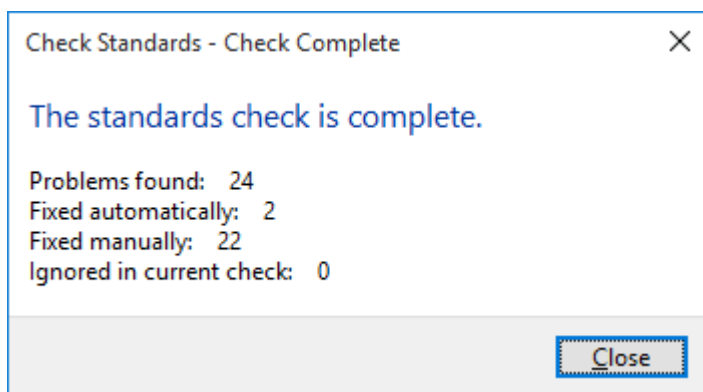 Check Standards - Check Complete
The standards check is complete.
Problems found: 24
Fixed automatically: 2
Fixed manually: 22
Ignored in current check: 0
Close